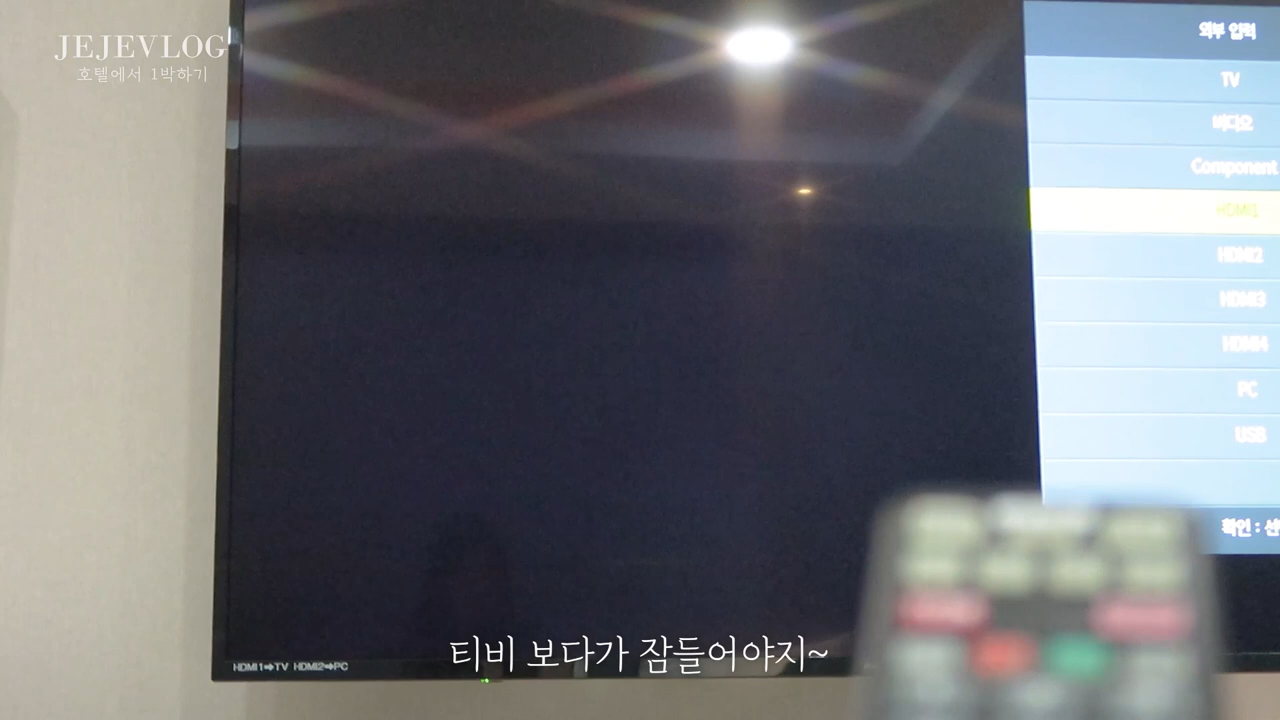 JEJEVLOG
호텔에서 1박하기
외부 입력
TV
비디오
Component
HDMI1
HDMI2
HDMI3
HDMI4
PC
USB
확인 :
HDMI1➡TV HDMI2➡PC
티비 보다가 잠들어야지~